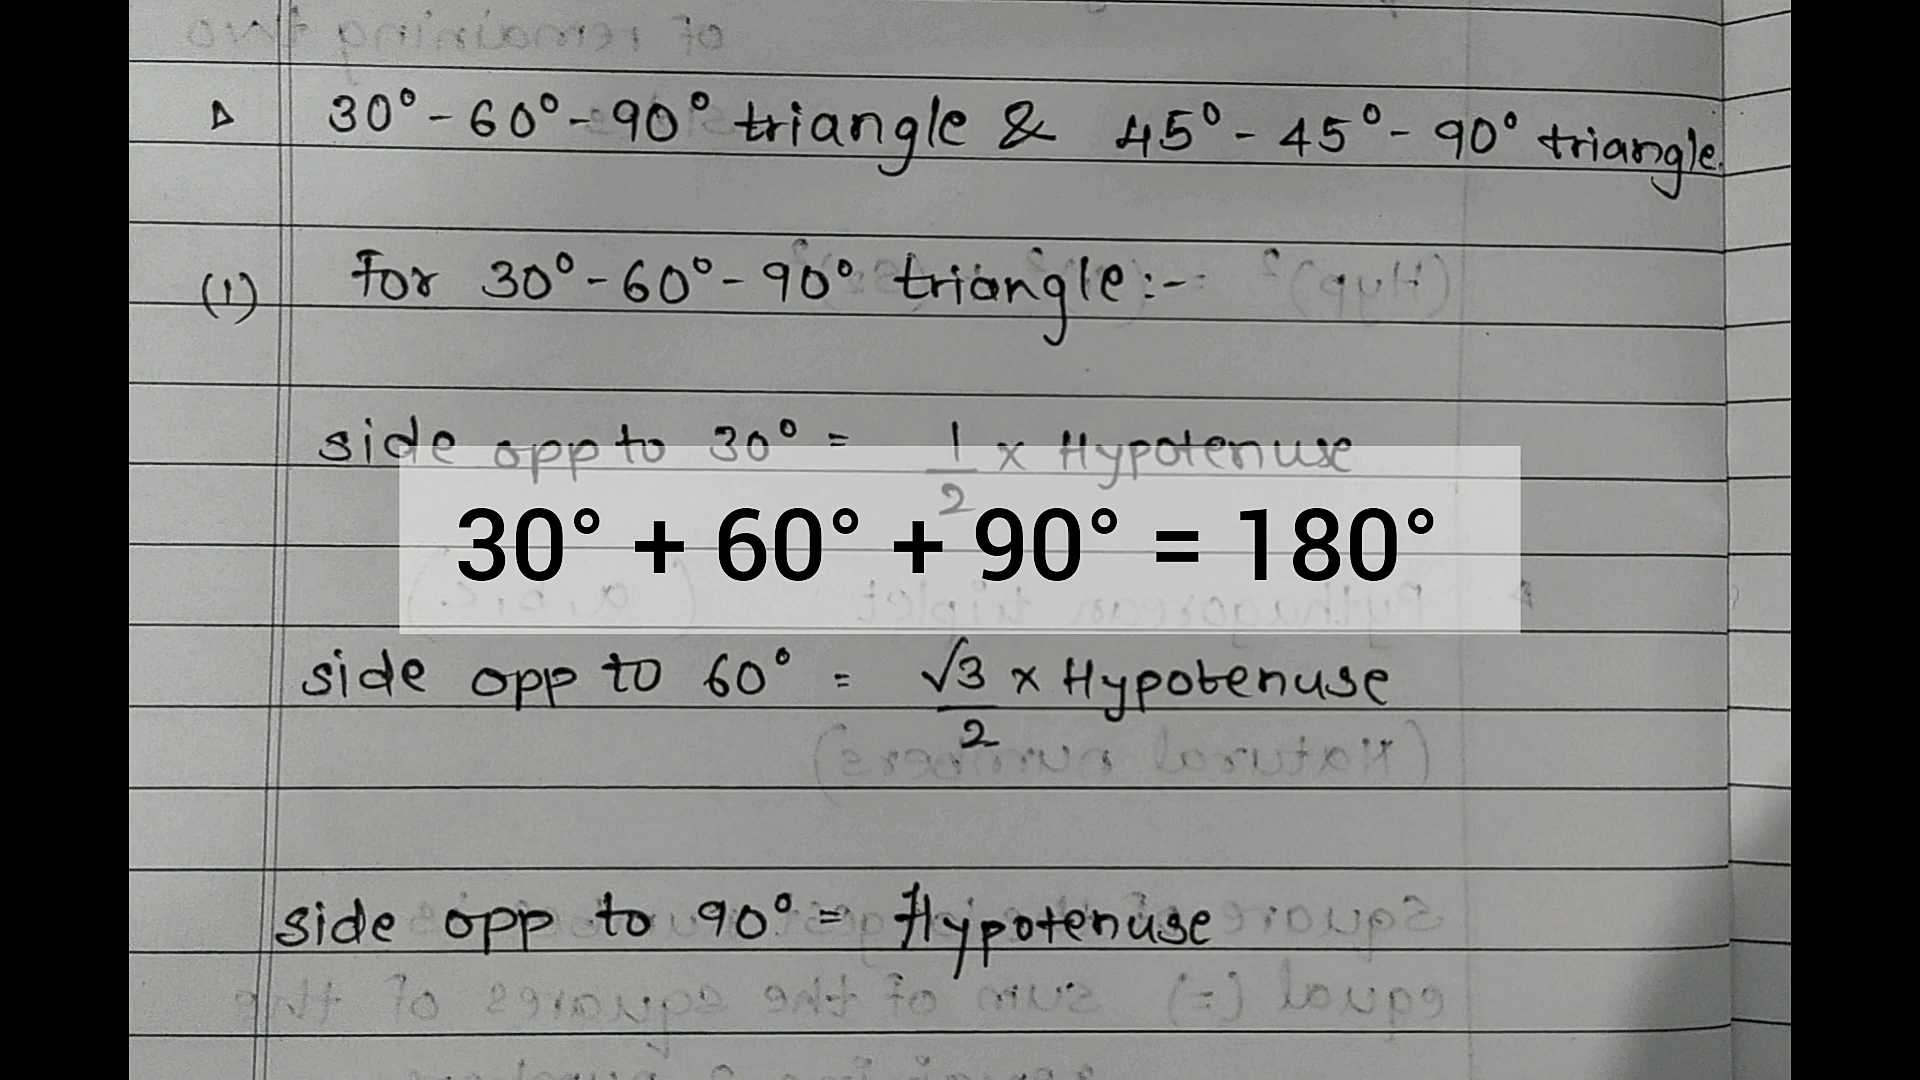 30° - 60° - 90° triangle & 45° - 45° - 90° triangle.
(1) For 30° - 60° - 90° triangle :-
side opp to 30° = 1/2 x Hypotenuse
30° + 60° + 90° = 180°
side opp to 60° = √3/2 x Hypotenuse
side opp to 90° = Hypotenuse